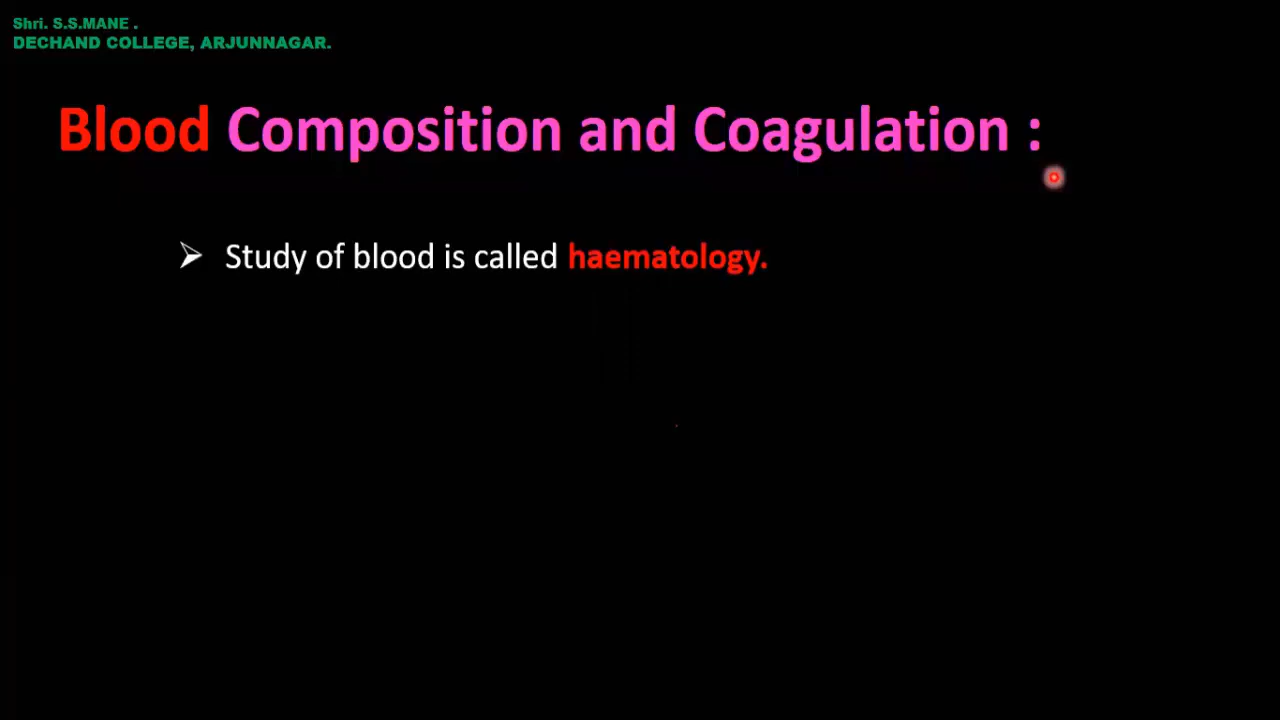 Shri. S.S.MANE .
DECHAND COLLEGE, ARJUNNAGAR.
Blood Composition and Coagulation :
➢ Study of blood is called haematology.